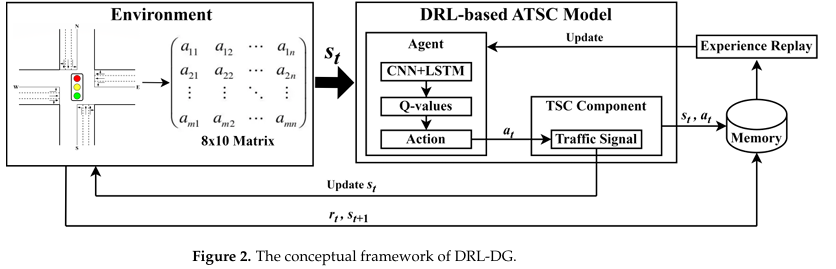 Environment
DRL-based ATSC Model
N
W
E
S
a11 a12 ⋯ a1n
a21 a22 ⋯ a2n
⋮ ⋮ ⋱ ⋮
am1 am2 ⋯ amn
8x10 Matrix
st
Agent
CNN+LSTM
Q-values
Action
at
TSC Component
Traffic Signal
Update
Experience Replay
st , at
Memory
Update st
rt , st+1
Figure 2. The conceptual framework of DRL-DG.